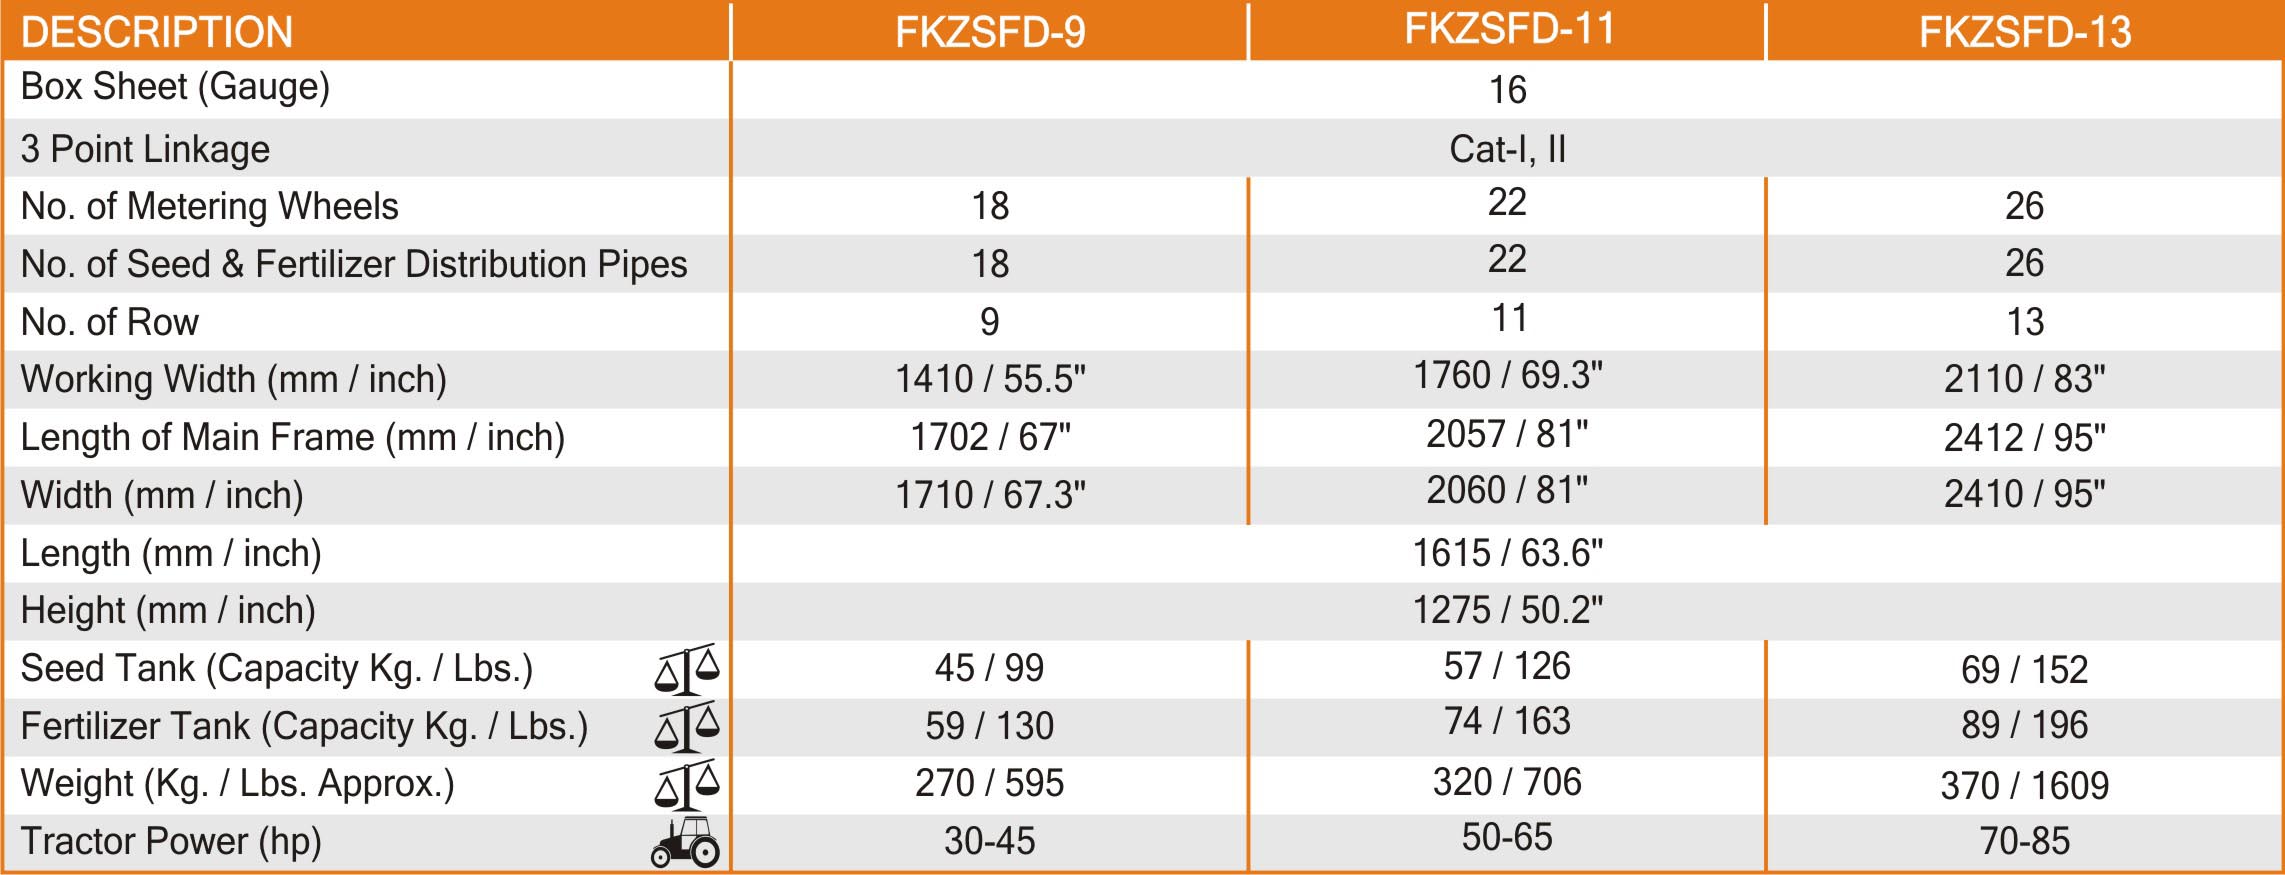 DESCRIPTION FKZSFD-9 FKZSFD-11 FKZSFD-13
Box Sheet (Gauge) 16
3 Point Linkage Cat-I, II
No. of Metering Wheels 18 22 26
No. of Seed & Fertilizer Distribution Pipes 18 22 26
No. of Row 9 11 13
Working Width (mm / inch) 1410 / 55.5" 1760 / 69.3" 2110 / 83"
Length of Main Frame (mm / inch) 1702 / 67" 2057 / 81" 2412 / 95"
Width (mm / inch) 1710 / 67.3" 2060 / 81" 2410 / 95"
Length (mm / inch) 1615 / 63.6"
Height (mm / inch) 1275 / 50.2"
Seed Tank (Capacity Kg. / Lbs.) 45 / 99 57 / 126 69 / 152
Fertilizer Tank (Capacity Kg. / Lbs.) 59 / 130 74 / 163 89 / 196
Weight (Kg. / Lbs. Approx.) 270 / 595 320 / 706 370 / 1609
Tractor Power (hp) 30-45 50-65 70-85